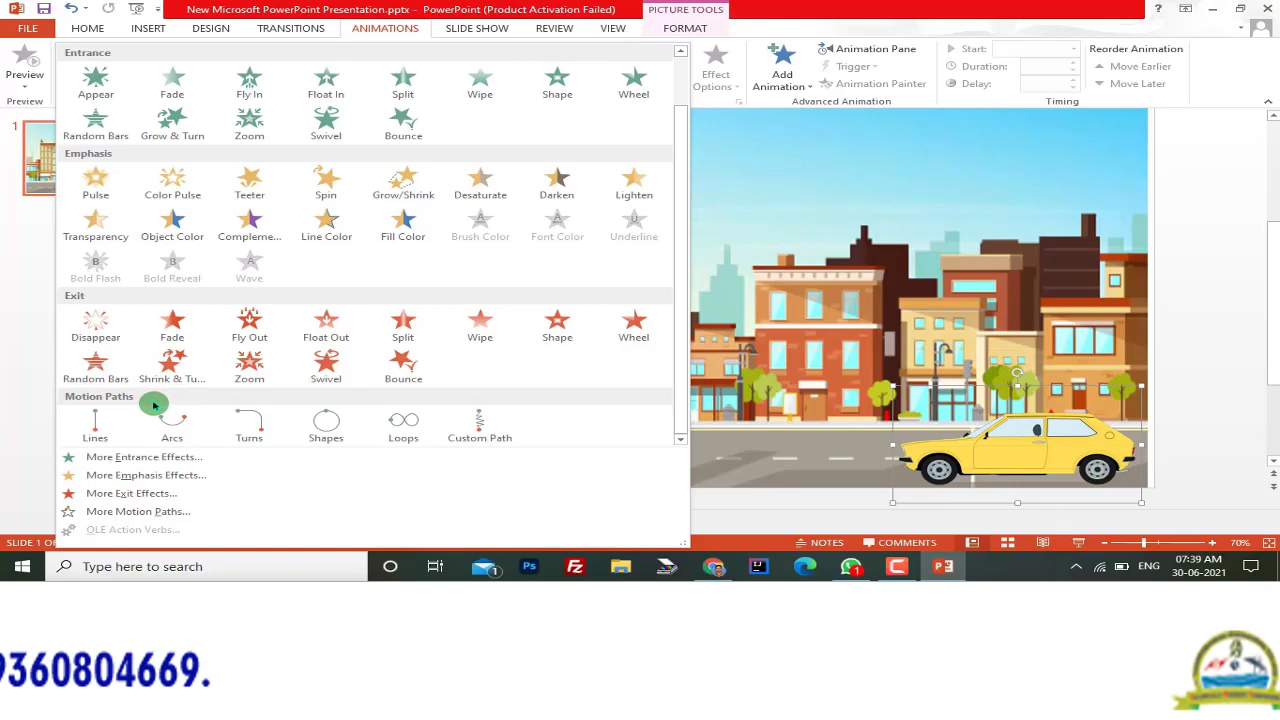 New Microsoft PowerPoint Presentation.pptx - PowerPoint (Product Activation Failed)
PICTURE TOOLS
FILE HOME INSERT DESIGN TRANSITIONS ANIMATIONS SLIDE SHOW REVIEW VIEW FORMAT
Preview
Preview
Effect Options
Add Animation
Animation Pane
Trigger
Animation Painter
Advanced Animation
Start:
Duration:
Delay:
Timing
Reorder Animation
Move Earlier
Move Later
1
Entrance
Appear Fade Fly In Float In Split Wipe Shape Wheel
Random Bars Grow & Turn Zoom Swivel Bounce
Emphasis
Pulse Color Pulse Teeter Spin Grow/Shrink Desaturate Darken Lighten
Transparency Object Color Compleme... Line Color Fill Color Brush Color Font Color Underline
Bold Flash Bold Reveal Wave
Exit
Disappear Fade Fly Out Float Out Split Wipe Shape Wheel
Random Bars Shrink & Tu... Zoom Swivel Bounce
Motion Paths
Lines Arcs Turns Shapes Loops Custom Path
More Entrance Effects...
More Emphasis Effects...
More Exit Effects...
More Motion Paths...
OLE Action Verbs...
SLIDE 1 O
NOTES COMMENTS 70%
Type here to search
ENG
07:39 AM
30-06-2021
9360804669.